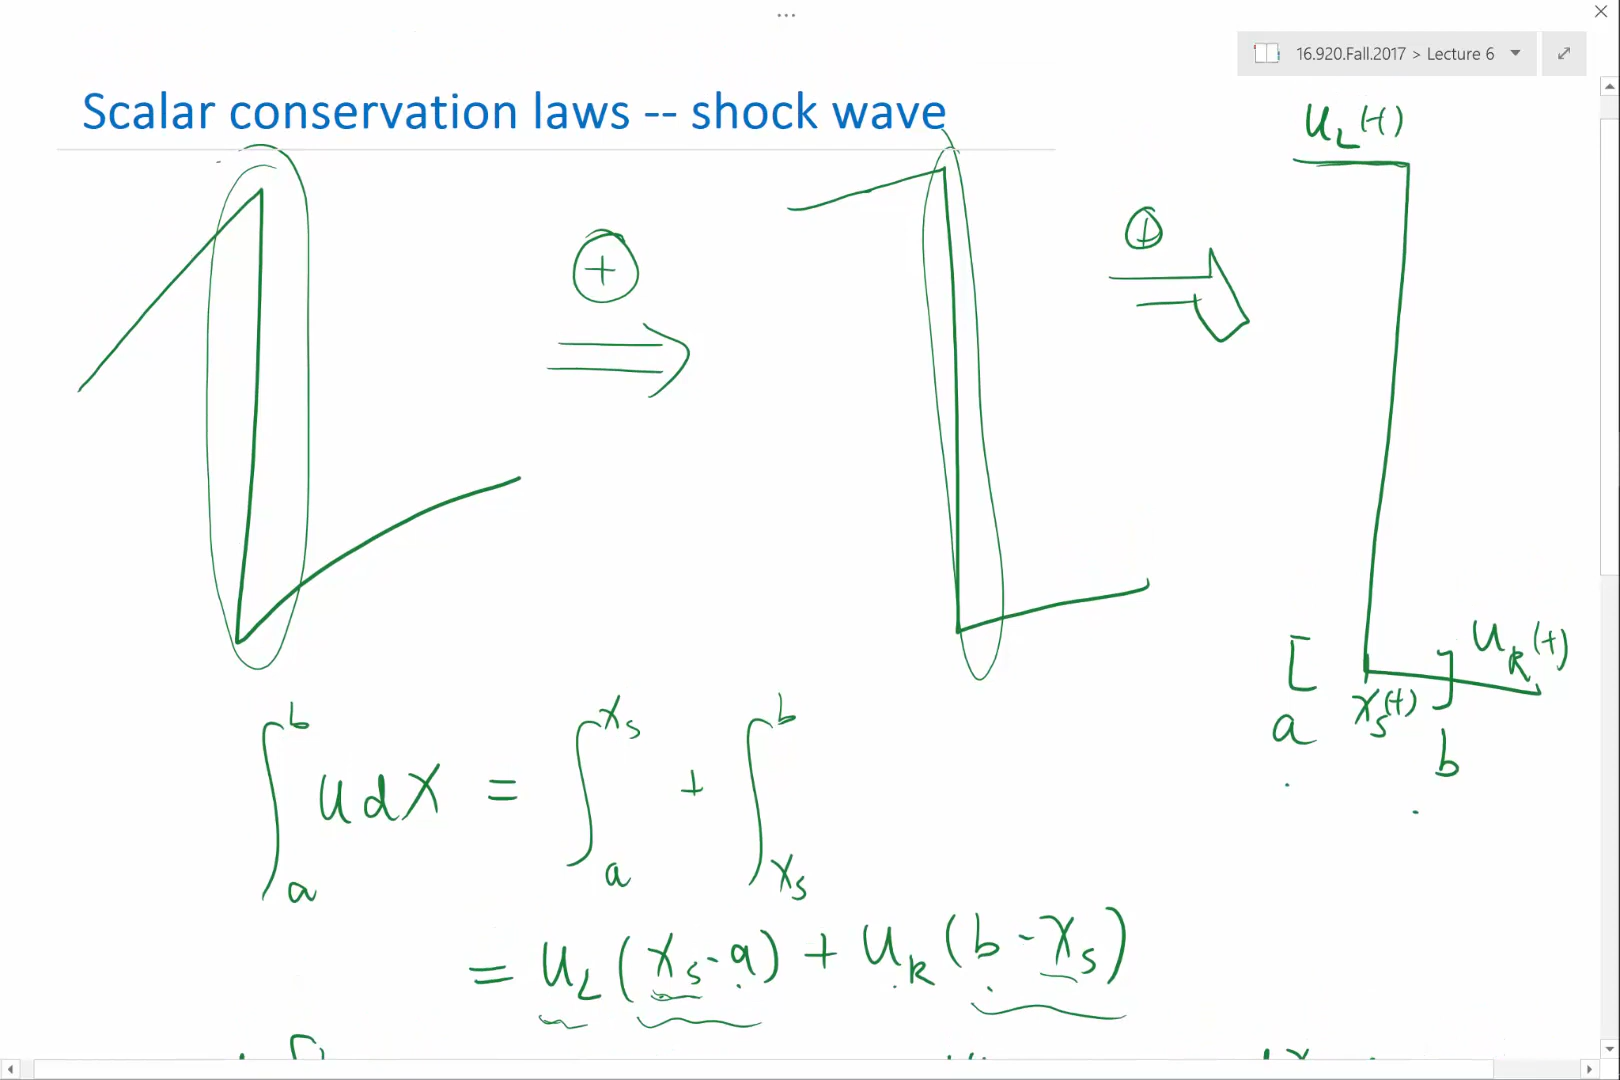 16.920.Fall.2017 > Lecture 6
Scalar conservation laws -- shock wave
u_L(t)
⊕
⊕
u_R(t)
[ x_s(t) ]
a b
∫_a^b u dx = ∫_a^{x_s} + ∫_{x_s}^b
= u_L (x_s - a) + u_R (b - x_s)